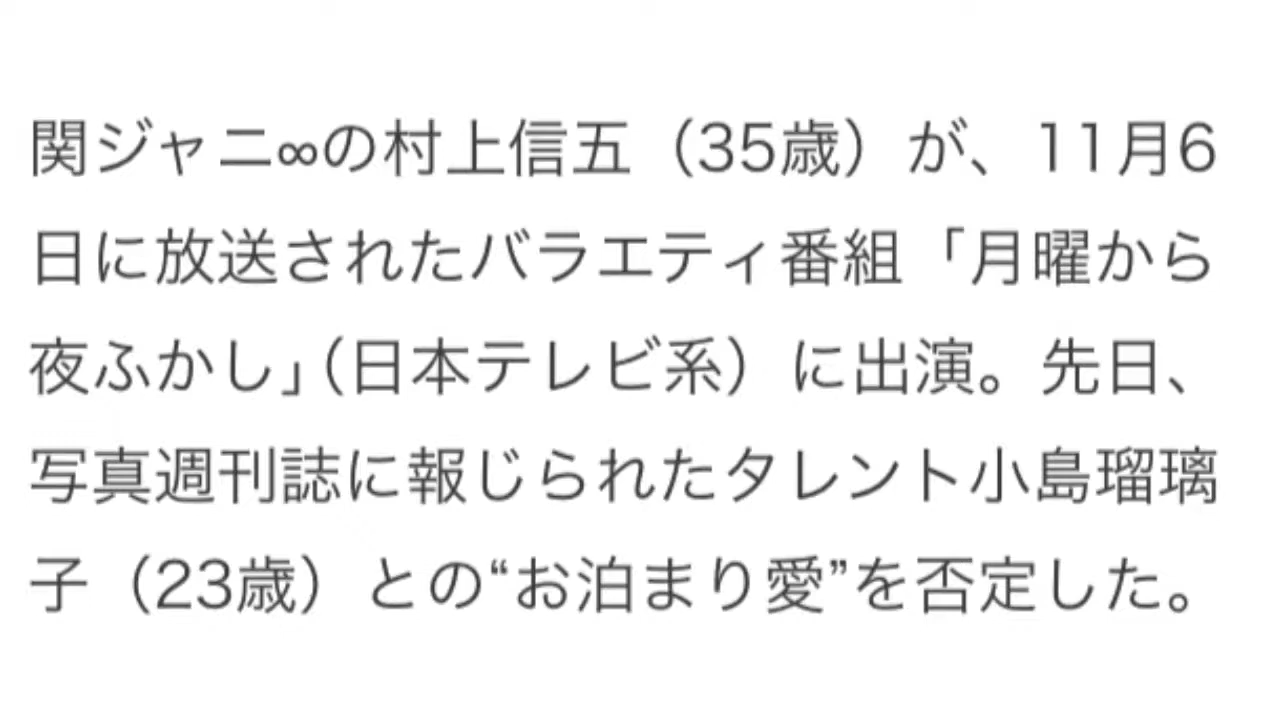 関ジャニ∞の村上信五（35歳）が、11月6
日に放送されたバラエティ番組「月曜から
夜ふかし」（日本テレビ系）に出演。先日、
写真週刊誌に報じられたタレント小島瑠璃
子（23歳）との“お泊まり愛”を否定した。